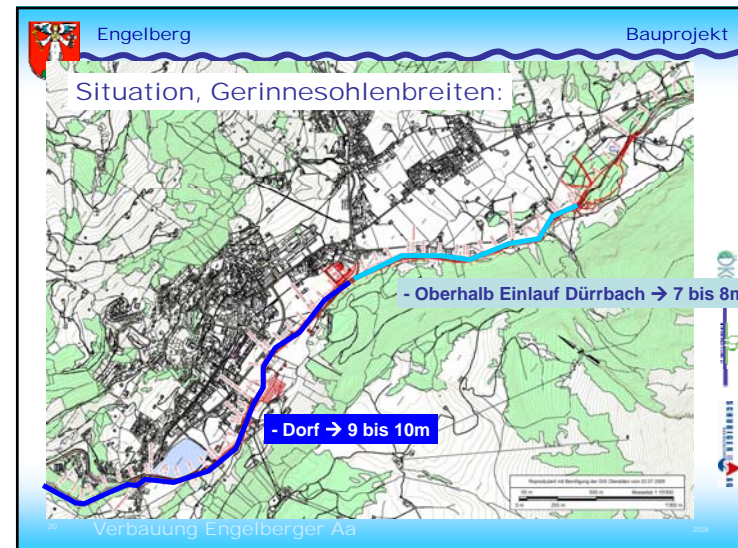 Engelberg
Bauprojekt
Situation, Gerinnesohlenbreiten:
- Oberhalb Einlauf Dürrbach → 7 bis 8m
- Dorf → 9 bis 10m
20
Verbauung Engelberger Aa
2008